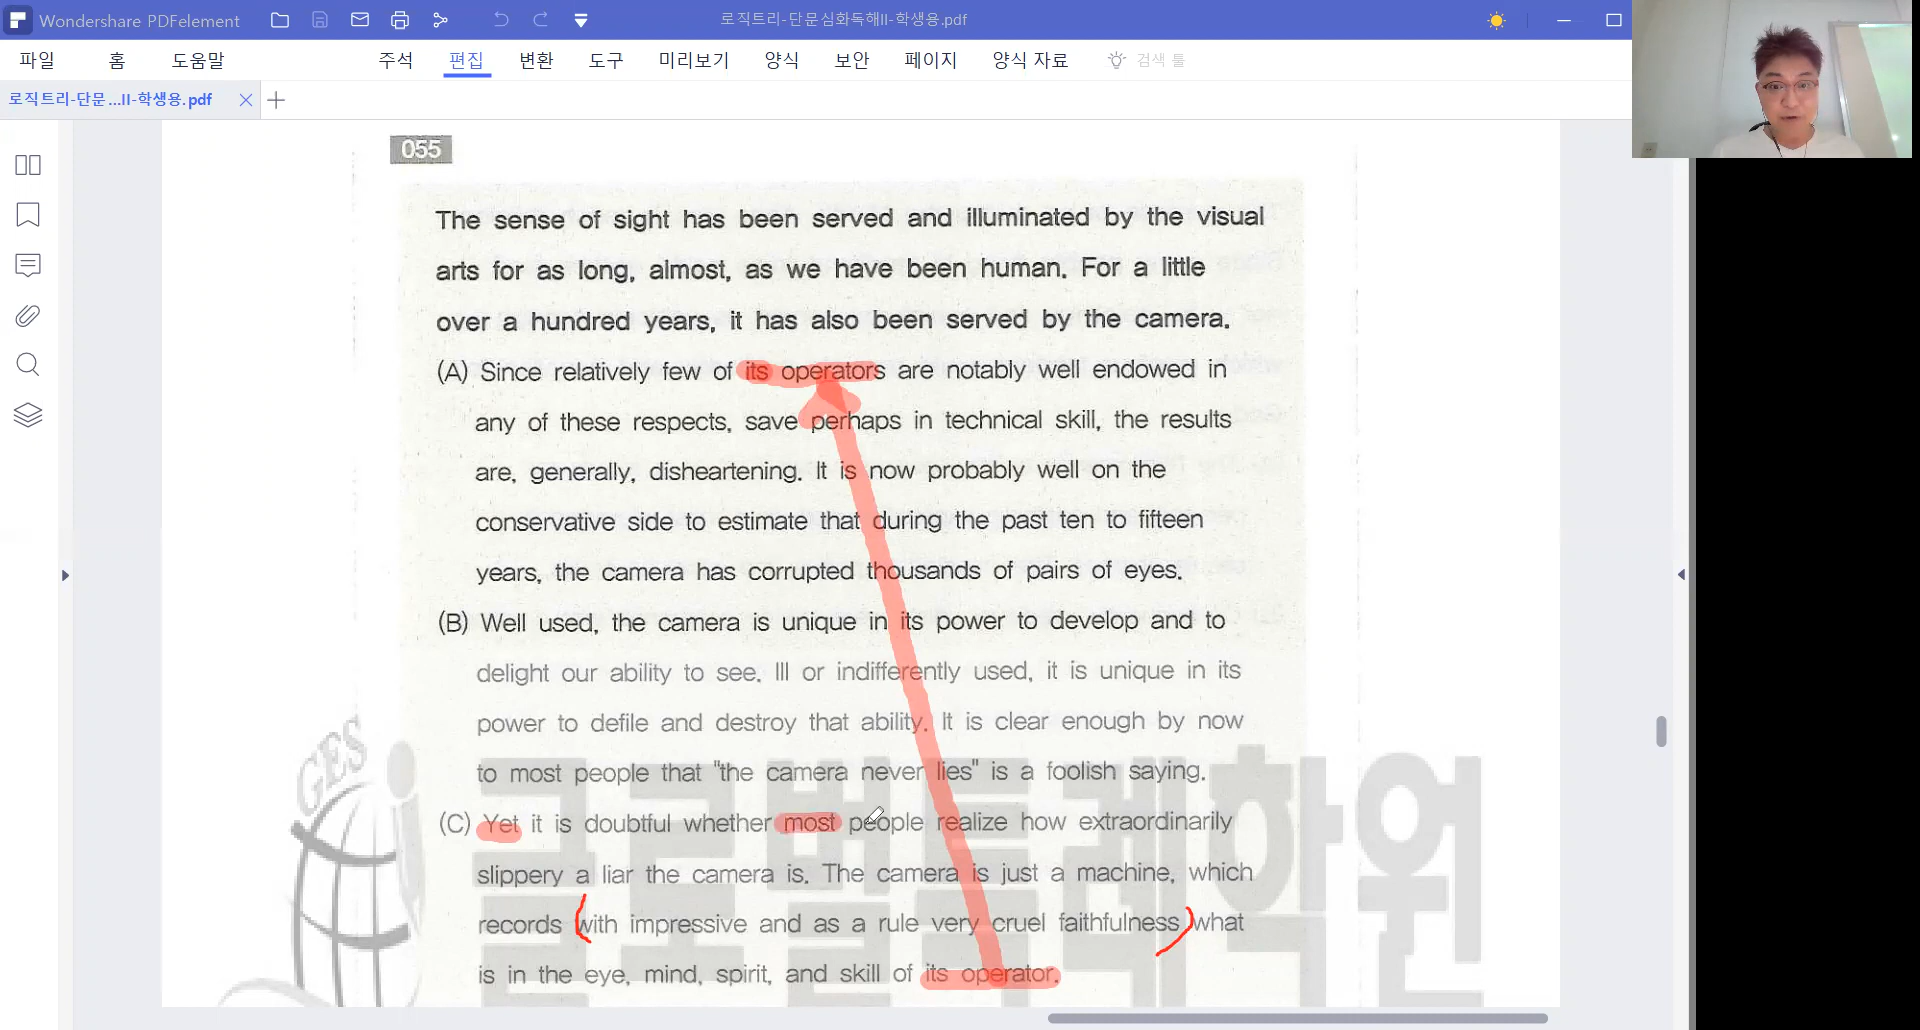 Wondershare PDFelement
로직트리-단문심화독해II-학생용.pdf
파일 홈 도움말 주석 편집 변환 도구 미리보기 양식 보안 페이지 양식 자료 검색 툴
로직트리-단문...II-학생용.pdf
055
The sense of sight has been served and illuminated by the visual
arts for as long, almost, as we have been human. For a little
over a hundred years, it has also been served by the camera.
(A) Since relatively few of its operators are notably well endowed in
any of these respects, save perhaps in technical skill, the results
are, generally, disheartening. It is now probably well on the
conservative side to estimate that during the past ten to fifteen
years, the camera has corrupted thousands of pairs of eyes.
(B) Well used, the camera is unique in its power to develop and to
delight our ability to see. Ill or indifferently used, it is unique in its
power to defile and destroy that ability. It is clear enough by now
to most people that "the camera never lies" is a foolish saying.
(C) Yet it is doubtful whether most people realize how extraordinarily
slippery a liar the camera is. The camera is just a machine, which
records with impressive and as a rule very cruel faithfulness what
is in the eye, mind, spirit, and skill of its operator.
GES
글로벌특례학원